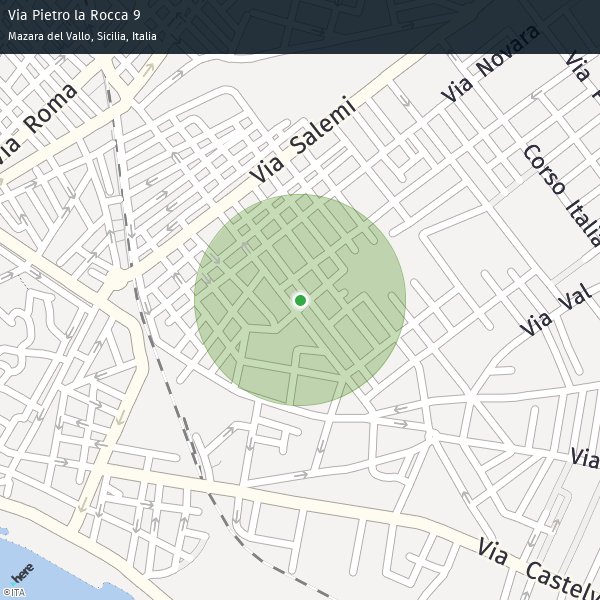 Via Pietro la Rocca 9
Mazara del Vallo, Sicilia, Italia
Via Novara
Via
Via Roma
Via Salemi
Corso Italia
Via Val
Via
Via Castelv
here
©ITA